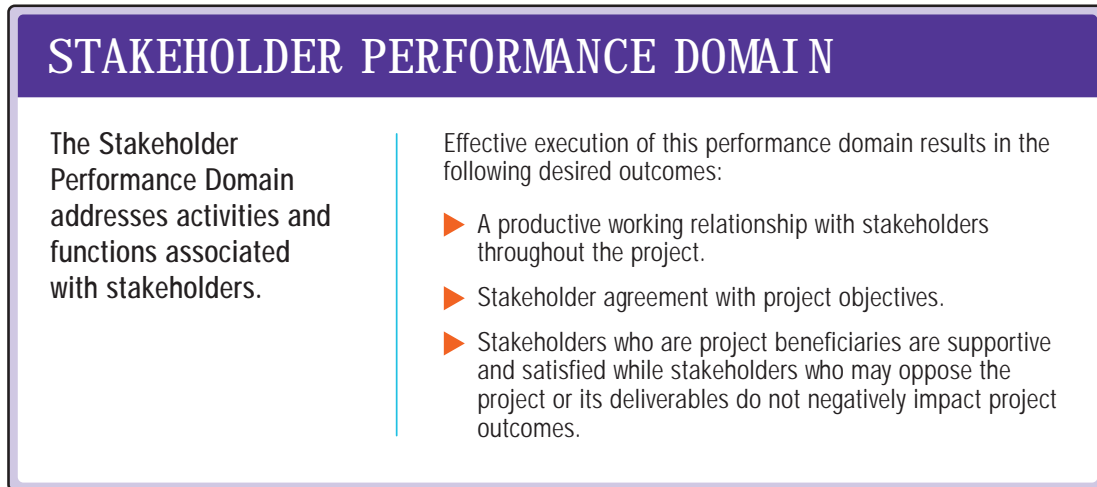 STAKEHOLDER PERFORMANCE DOMAIN
The Stakeholder
Performance Domain
addresses activities and
functions associated
with stakeholders.
Effective execution of this performance domain results in the
following desired outcomes:
A productive working relationship with stakeholders
throughout the project.
Stakeholder agreement with project objectives.
Stakeholders who are project beneficiaries are supportive
and satisfied while stakeholders who may oppose the
project or its deliverables do not negatively impact project
outcomes.